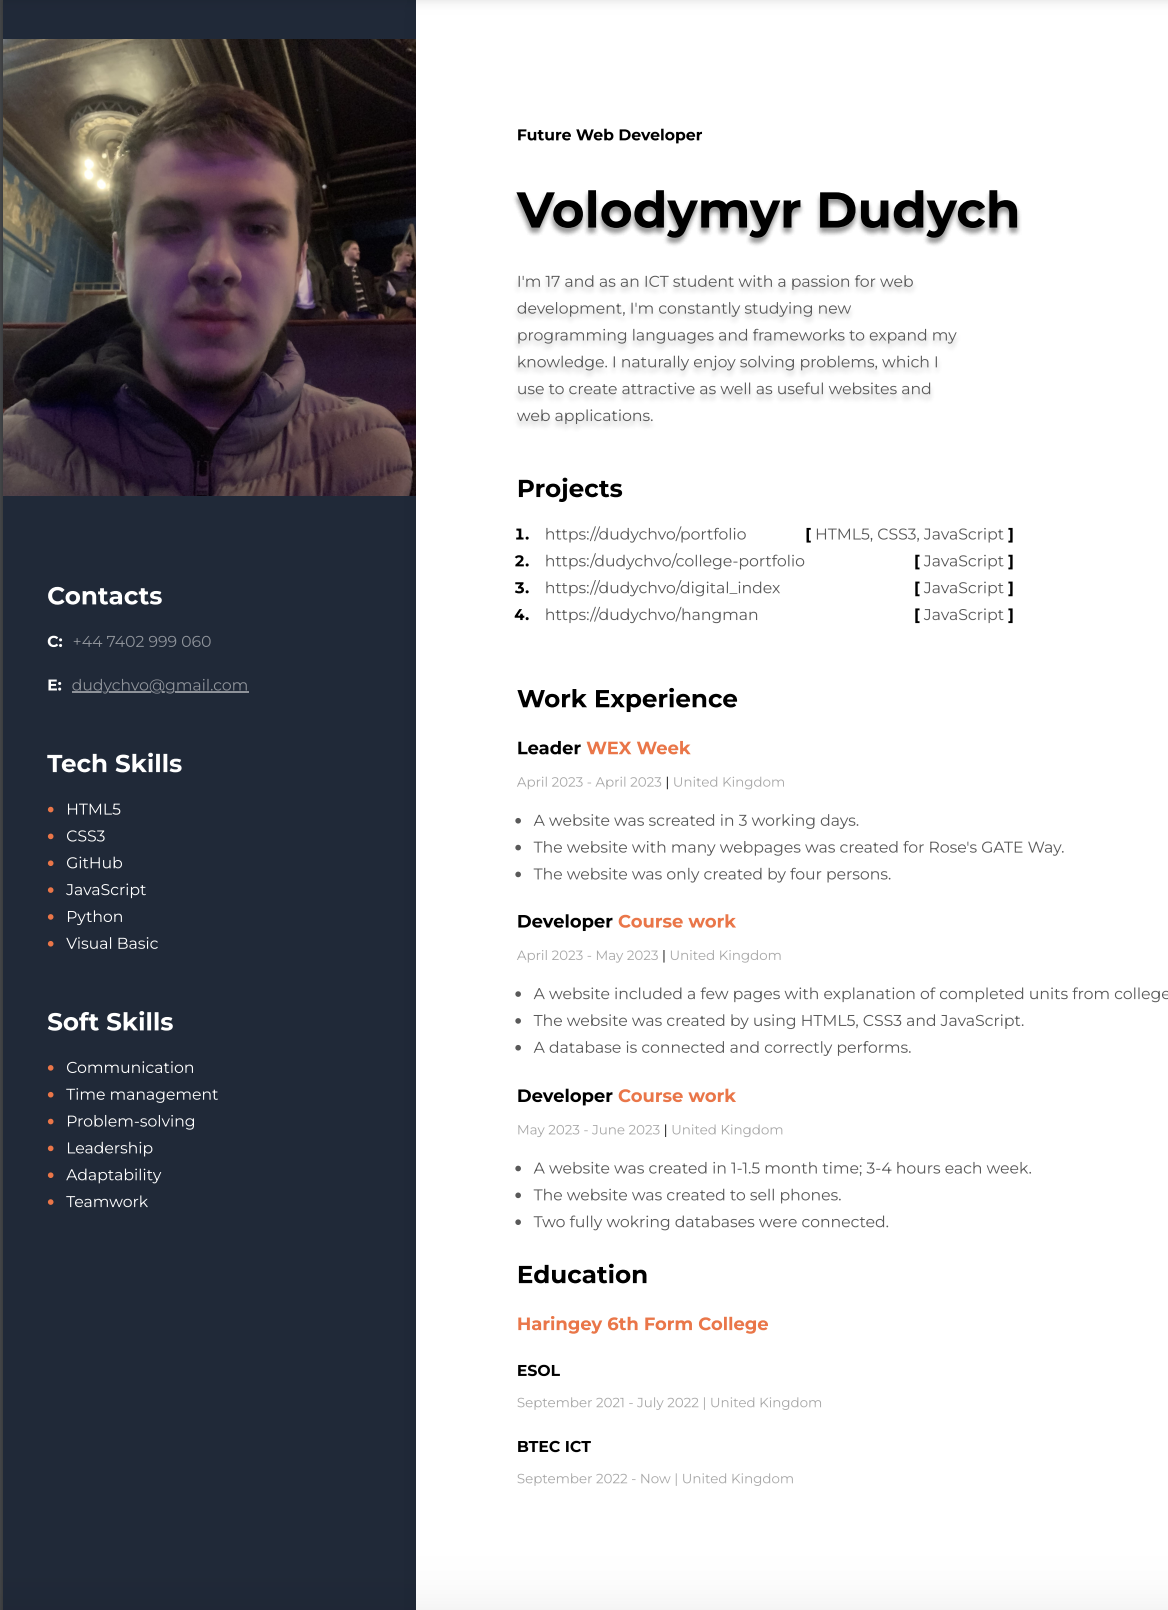 Future Web Developer
Volodymyr Dudych
I'm 17 and as an ICT student with a passion for web
development, I'm constantly studying new
programming languages and frameworks to expand my
knowledge. I naturally enjoy solving problems, which I
use to create attractive as well as useful websites and
web applications.
Projects
1. https://dudychvo/portfolio [ HTML5, CSS3, JavaScript ]
2. https:/dudychvo/college-portfolio [ JavaScript ]
3. https://dudychvo/digital_index [ JavaScript ]
4. https://dudychvo/hangman [ JavaScript ]
Work Experience
Leader WEX Week
April 2023 - April 2023 | United Kingdom
• A website was screated in 3 working days.
• The website with many webpages was created for Rose's GATE Way.
• The website was only created by four persons.
Developer Course work
April 2023 - May 2023 | United Kingdom
• A website included a few pages with explanation of completed units from college
• The website was created by using HTML5, CSS3 and JavaScript.
• A database is connected and correctly performs.
Developer Course work
May 2023 - June 2023 | United Kingdom
• A website was created in 1-1.5 month time; 3-4 hours each week.
• The website was created to sell phones.
• Two fully wokring databases were connected.
Education
Haringey 6th Form College
ESOL
September 2021 - July 2022 | United Kingdom
BTEC ICT
September 2022 - Now | United Kingdom
Contacts
C: +44 7402 999 060
E: dudychvo@gmail.com
Tech Skills
• HTML5
• CSS3
• GitHub
• JavaScript
• Python
• Visual Basic
Soft Skills
• Communication
• Time management
• Problem-solving
• Leadership
• Adaptability
• Teamwork